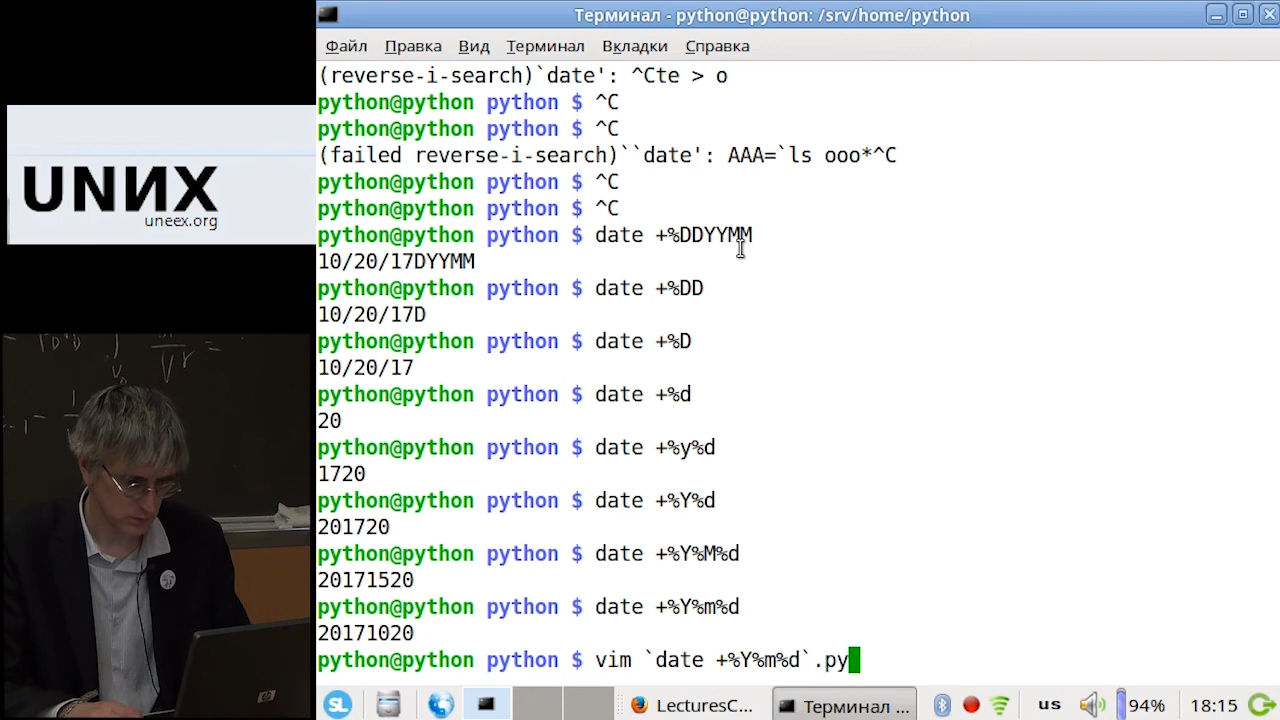 UNИX
uneex.org
Терминал - python@python: /srv/home/python
Файл Правка Вид Терминал Вкладки Справка
(reverse-i-search)`date': ^Cte > o
python@python python $ ^C
python@python python $ ^C
(failed reverse-i-search)``date': AAA=`ls ooo*^C
python@python python $ ^C
python@python python $ ^C
python@python python $ date +%DDYYMM
10/20/17DYYMM
python@python python $ date +%DD
10/20/17D
python@python python $ date +%D
10/20/17
python@python python $ date +%d
20
python@python python $ date +%y%d
1720
python@python python $ date +%Y%d
201720
python@python python $ date +%Y%M%d
20171520
python@python python $ date +%Y%m%d
20171020
python@python python $ vim `date +%Y%m%d`.py
SL LecturesC... Терминал ... us 94% 18:15
hp